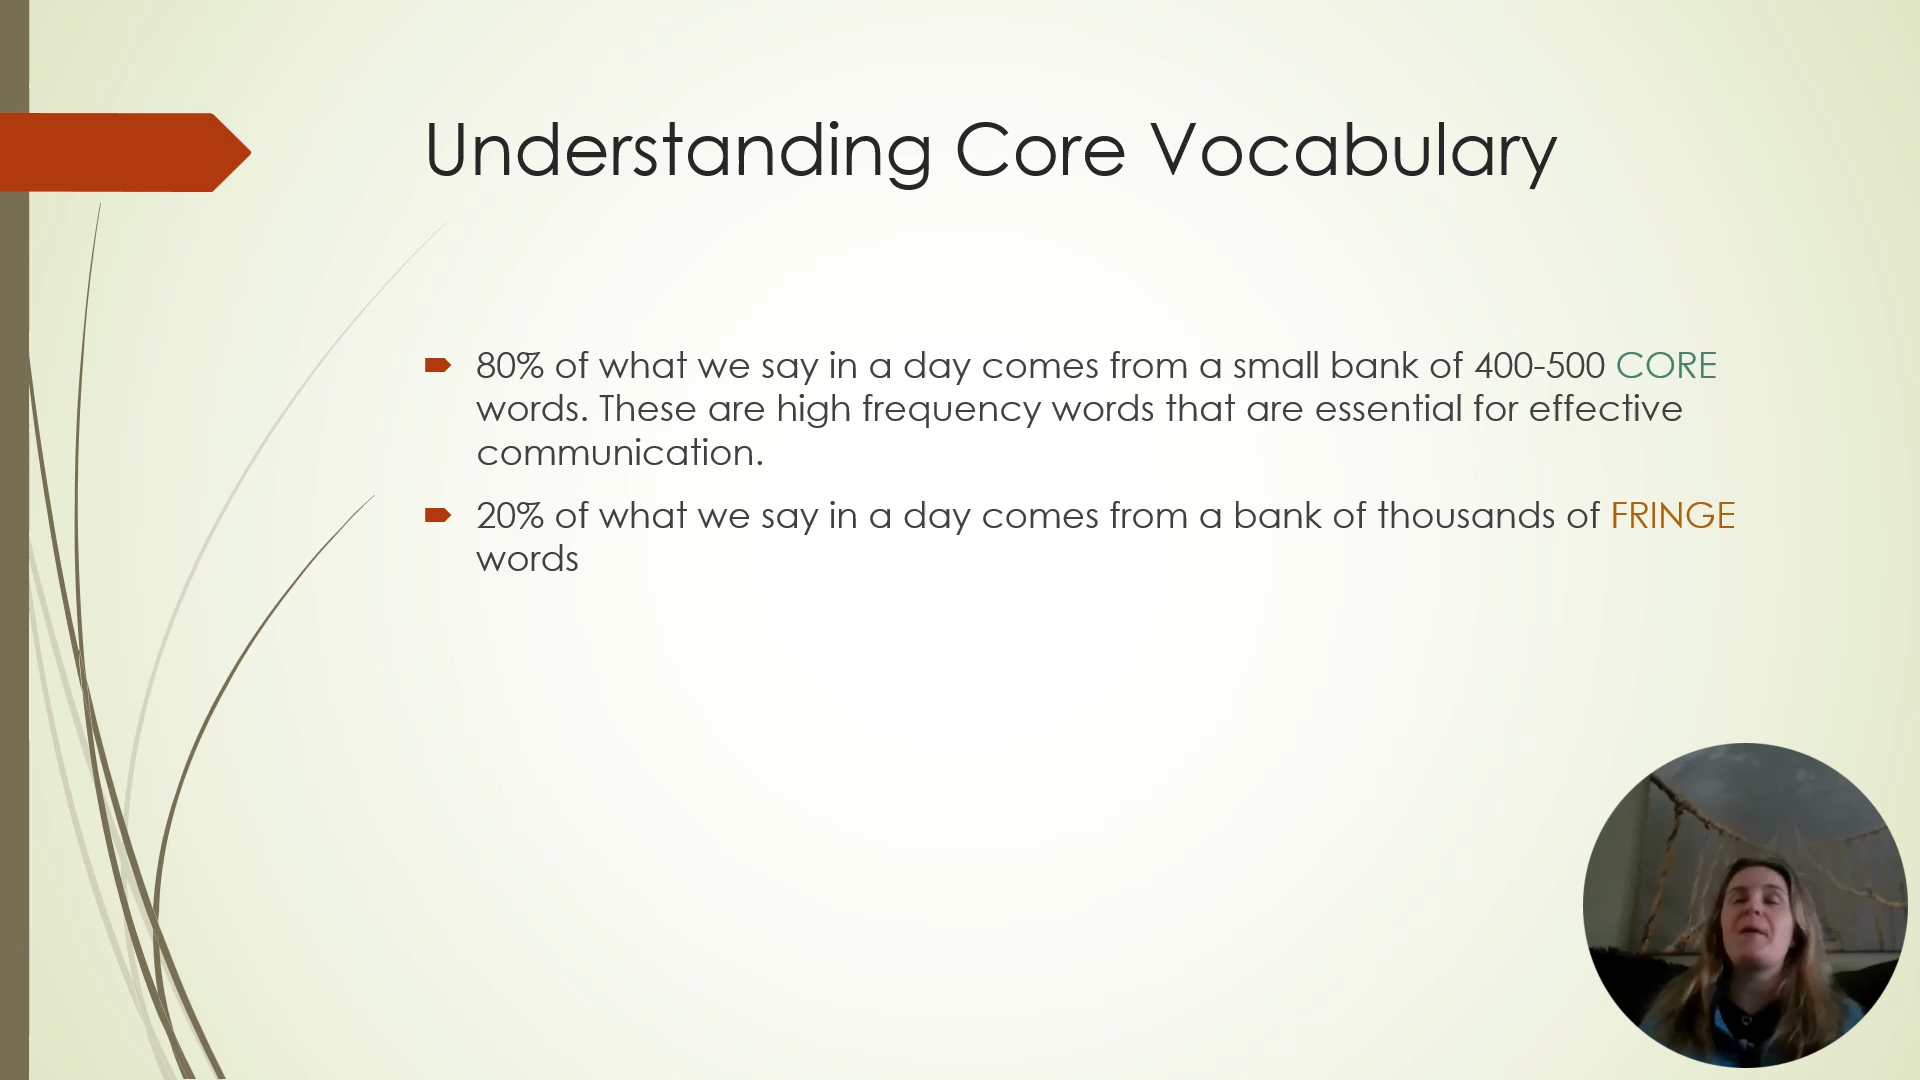 Understanding Core Vocabulary
80% of what we say in a day comes from a small bank of 400-500 CORE
words. These are high frequency words that are essential for effective
communication.
20% of what we say in a day comes from a bank of thousands of FRINGE
words